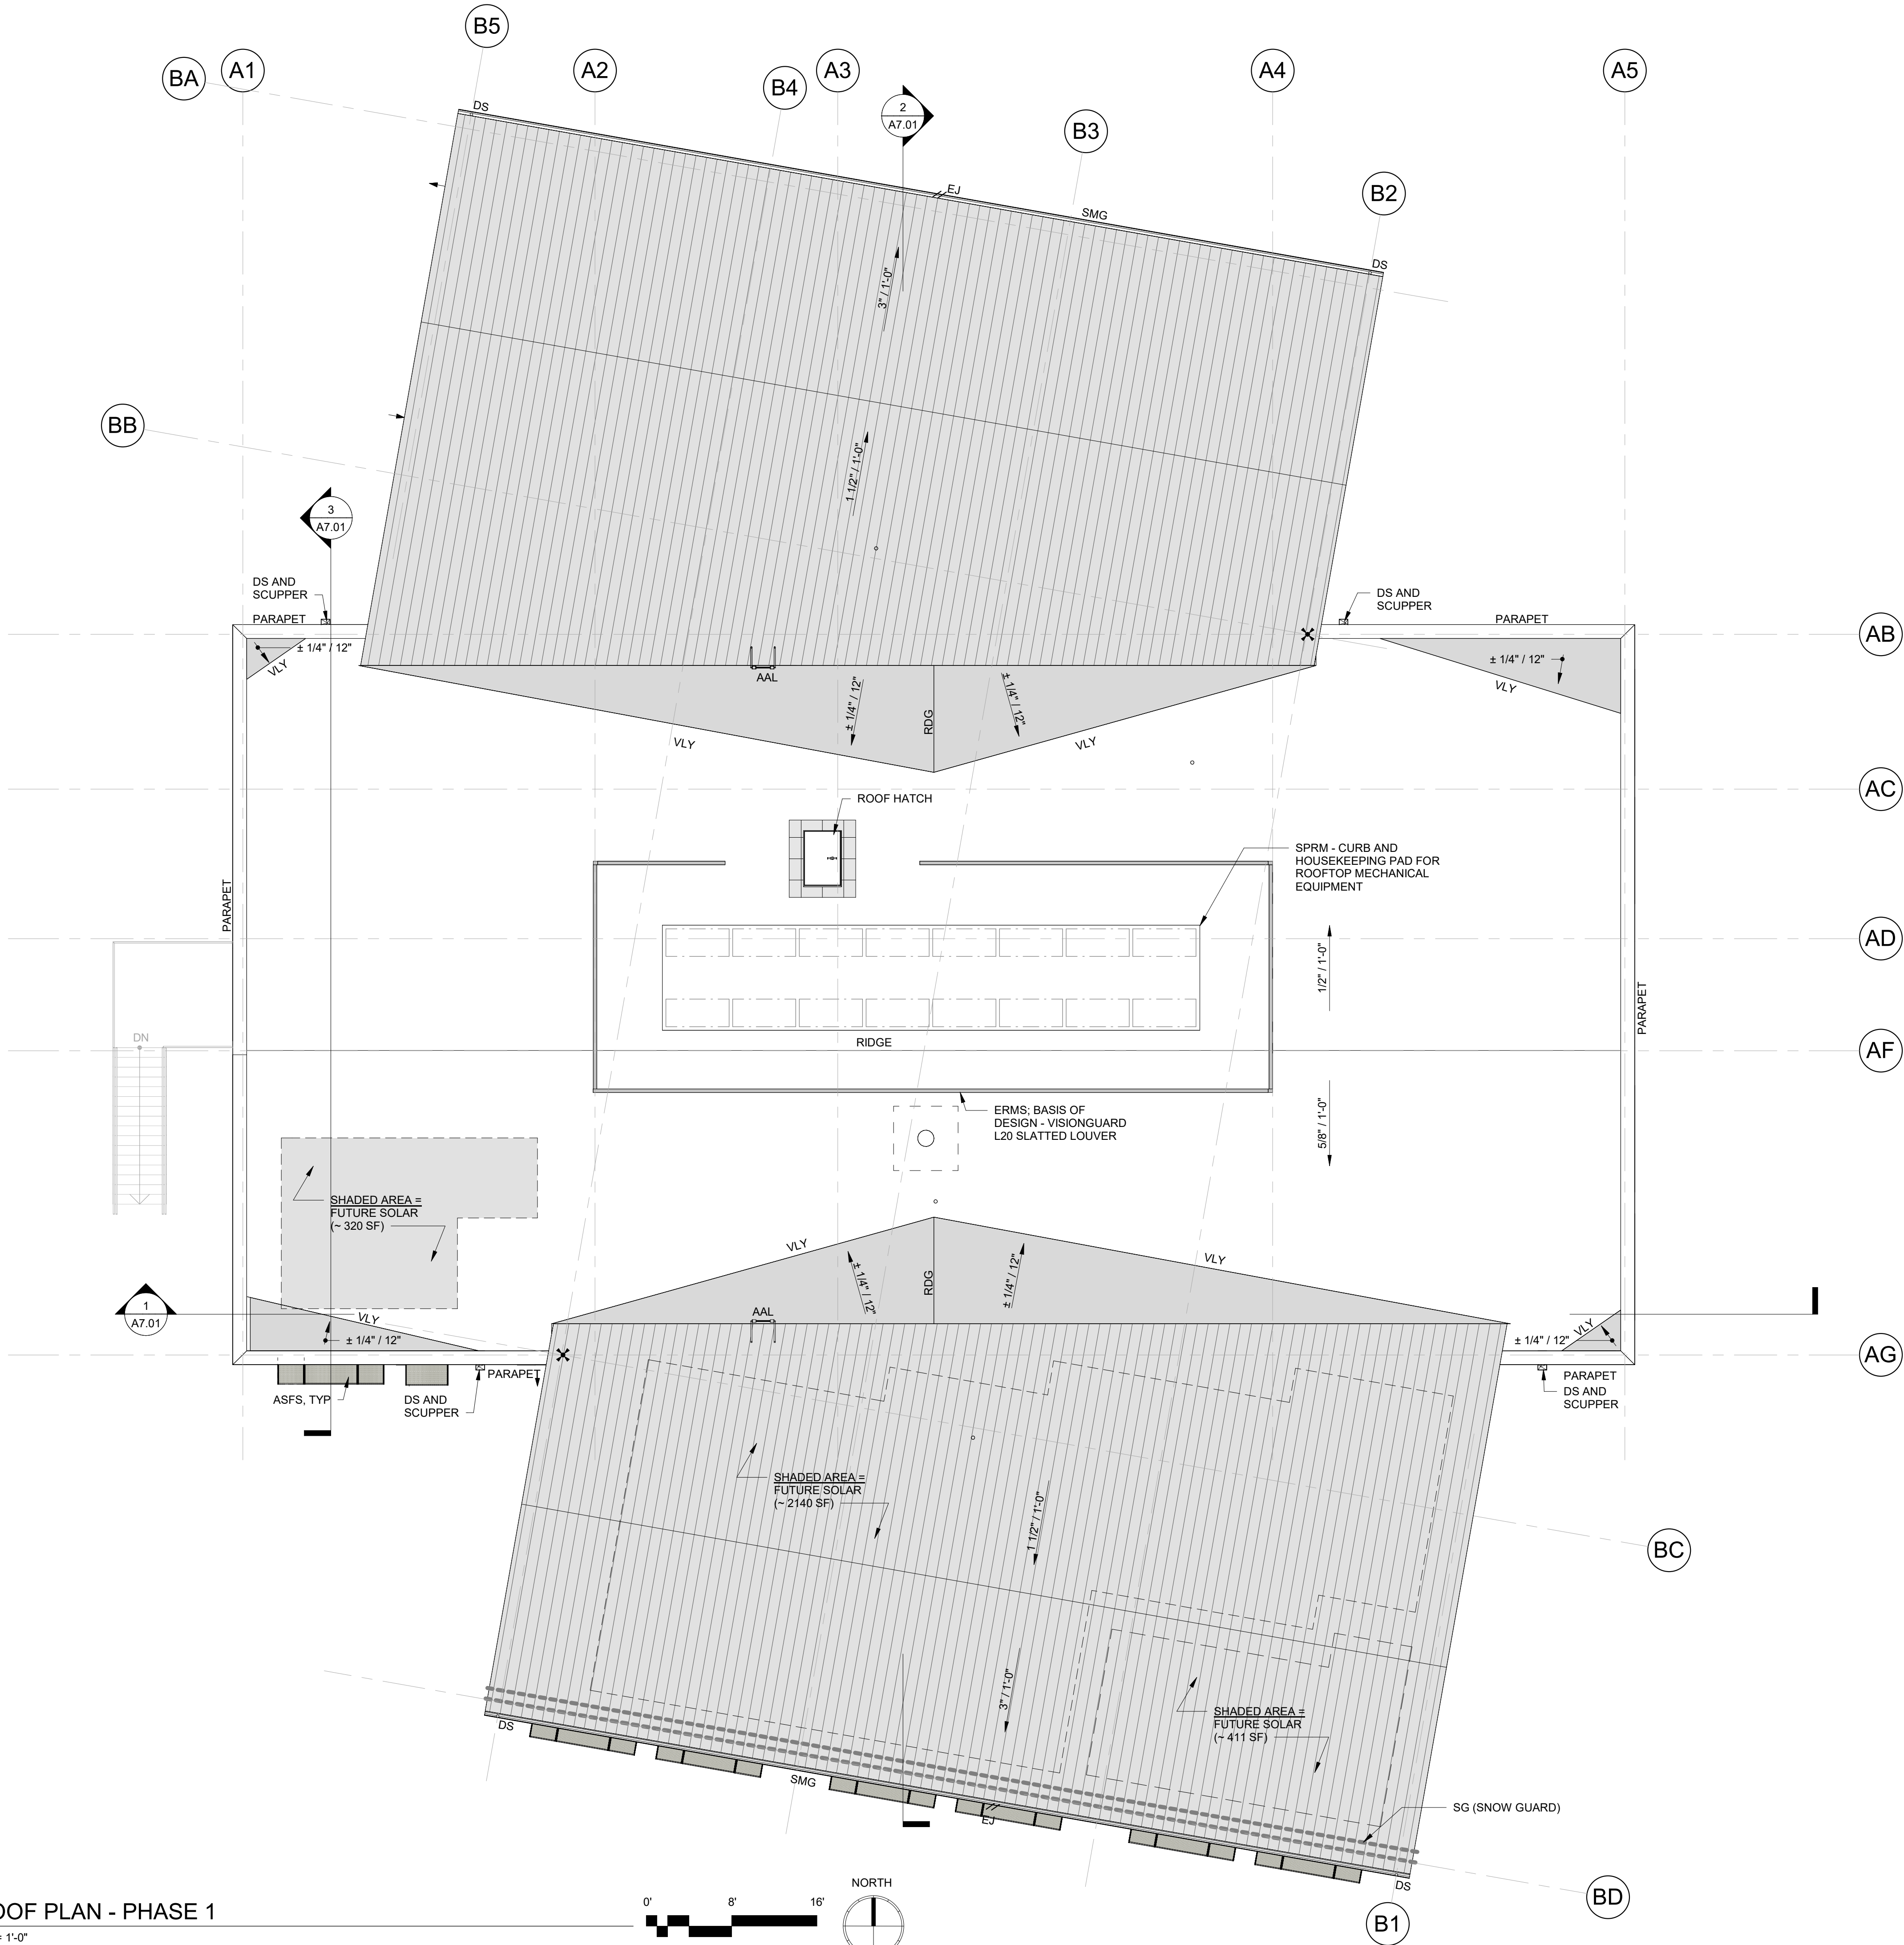 B5
BA
A1
A2
B4
A3
A4
A5
2
A7.01
B3
B2
DS
EJ
SMG
DS
3" / 1'-0"
BB
1 1/2" / 1'-0"
3
A7.01
DS AND
SCUPPER
PARAPET
± 1/4" / 12"
VLY
DS AND
SCUPPER
PARAPET
AB
± 1/4" / 12"
VLY
AAL
± 1/4" / 12"
RDG
± 1/4" / 12"
VLY
VLY
AC
ROOF HATCH
SPRM - CURB AND
HOUSEKEEPING PAD FOR
ROOFTOP MECHANICAL
EQUIPMENT
PARAPET
AD
1/2" / 1'-0"
PARAPET
DN
RIDGE
AF
ERMS; BASIS OF
DESIGN - VISIONGUARD
L20 SLATTED LOUVER
5/8" / 1'-0"
SHADED AREA =
FUTURE SOLAR
(~ 320 SF)
VLY
RDG
VLY
± 1/4" / 12"
± 1/4" / 12"
1
A7.01
VLY
± 1/4" / 12"
AAL
± 1/4" / 12"
VLY
AG
PARAPET
ASFS, TYP
DS AND
SCUPPER
PARAPET
DS AND
SCUPPER
SHADED AREA =
FUTURE SOLAR
(~ 2140 SF)
1 1/2" / 1'-0"
BC
3" / 1'-0"
SHADED AREA =
FUTURE SOLAR
(~ 411 SF)
DS
SMG
EJ
SG (SNOW GUARD)
DS
BD
B1
OOF PLAN - PHASE 1
= 1'-0"
0'
8'
16'
NORTH